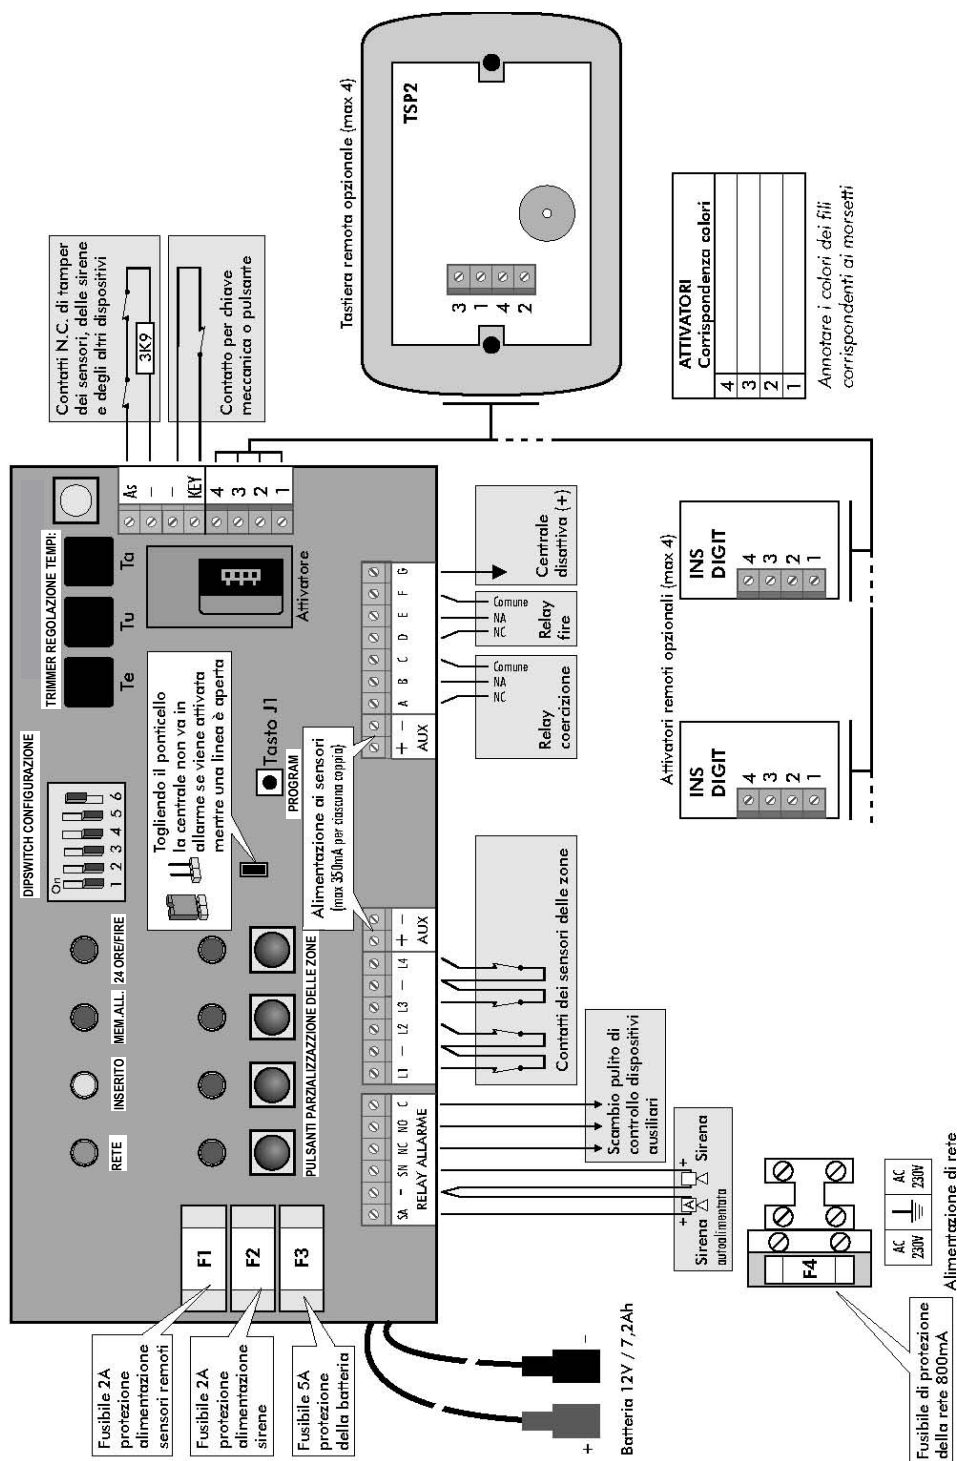 Fusibile 2A
protezione
alimentazione
sensori remoti
Fusibile 2A
protezione
alimentazione
sirene
Fusibile 5A
protezione
della batteria
F1
F2
F3
RETE
INSERITO
MEM.ALL.
24 ORE/FIRE
DIPSWITCH CONFIGURAZIONE
On
1 2 3 4 5 6
TRIMMER REGOLAZIONE TEMPI:
Te
Tu
Ta
PULSANTI PARZIALIZZAZZIONE DELLE ZONE
Togliendo il ponticello
la centrale non va in
allarme se viene attivata
mentre una linea è aperta
Tasto J1
PROGRAM
Attivatore
Alimentazione ai sensori
(max 350mA per ciascuna coppia)
As
–
–
KEY
4
3
2
1
Contatti N.C. di tamper
dei sensori, delle sirene
e degli altri dispositivi
3K9
Contatto per chiave
meccanica o pulsante
SA – SN NC NO C
RELAY ALLARME
L1 – L2 L3 – L4 + –
AUX
+ – A B C D E F G
AUX
Batteria 12V / 7,2Ah
+
–
+ +
A
Sirena
autoalimentata
Sirena
Scambio pulito di
controllo dispositivi
ausiliari
Contatti dei sensori delle zone
NC
NA
Comune
Relay
coercizione
NC
NA
Comune
Relay
fire
Centrale
disattiva (+)
Tastiera remota opzionale (max 4)
TSP2
3
1
4
2
Attivatori remoti opzionali (max 4)
INS
DIGIT
4
3
2
1
INS
DIGIT
4
3
2
1
ATTIVATORI
Corrispondenza colori
4
3
2
1
Annotare i colori dei fili
corrispondenti ai morsetti
F4
AC
230V
AC
230V
Alimentazione di rete
Fusibile di protezione
della rete 800mA